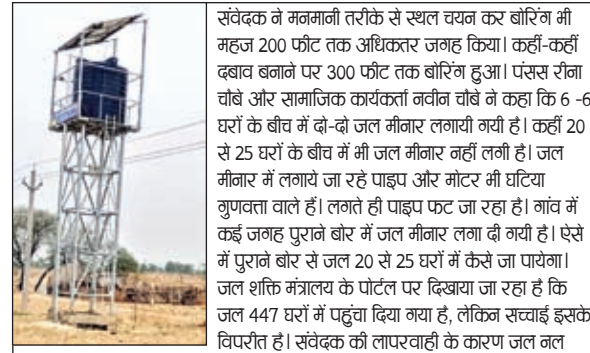 संवेदक ने मनमानी तरीके से स्थल चयन कर बोरिंग भी
महज 200 फीट तक अधिकतर जगह किया। कहीं-कहीं
दबाव बनाने पर 300 फीट तक बोरिंग हुआ। पंसस रीना
चौबे और सामाजिक कार्यकर्ता नवीन चौबे ने कहा कि 6 -6
घरों के बीच में दो-दो जल मीनार लगायी गयी है। कहीं 20
से 25 घरों के बीच में भी जल मीनार नहीं लगी है। जल
मीनार में लगाये जा रहे पाइप और मोटर भी घटिया
गुणवत्ता वाले हैं। लगते ही पाइप फट जा रहा है। गांव में
कई जगह पुराने बोर में जल मीनार लगा दी गयी है। ऐसे
में पुराने बोर से जल 20 से 25 घरों में कैसे जा पायेगा।
जल शक्ति मंत्रालय के पोर्टल पर दिखाया जा रहा है कि
जल 447 घरों में पहुंचा दिया गया है, लेकिन सच्चाई इसके
विपरीत है। संवेदक की लापरवाही के कारण जल नल